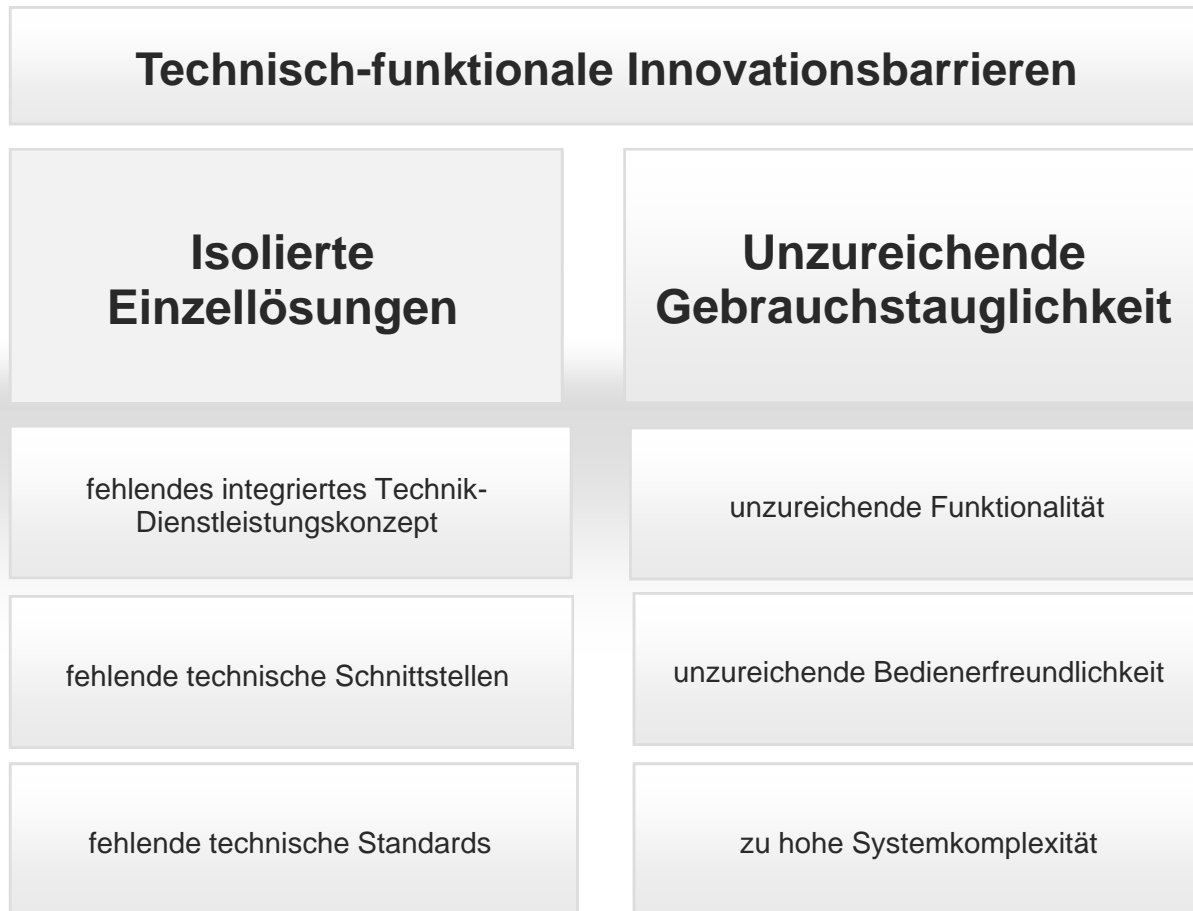 Technisch-funktionale Innovationsbarrieren
Isolierte
Einzellösungen
Unzureichende
Gebrauchstauglichkeit
fehlendes integriertes Technik-
Dienstleistungskonzept
unzureichende Funktionalität
fehlende technische Schnittstellen
unzureichende Bedienerfreundlichkeit
fehlende technische Standards
zu hohe Systemkomplexität